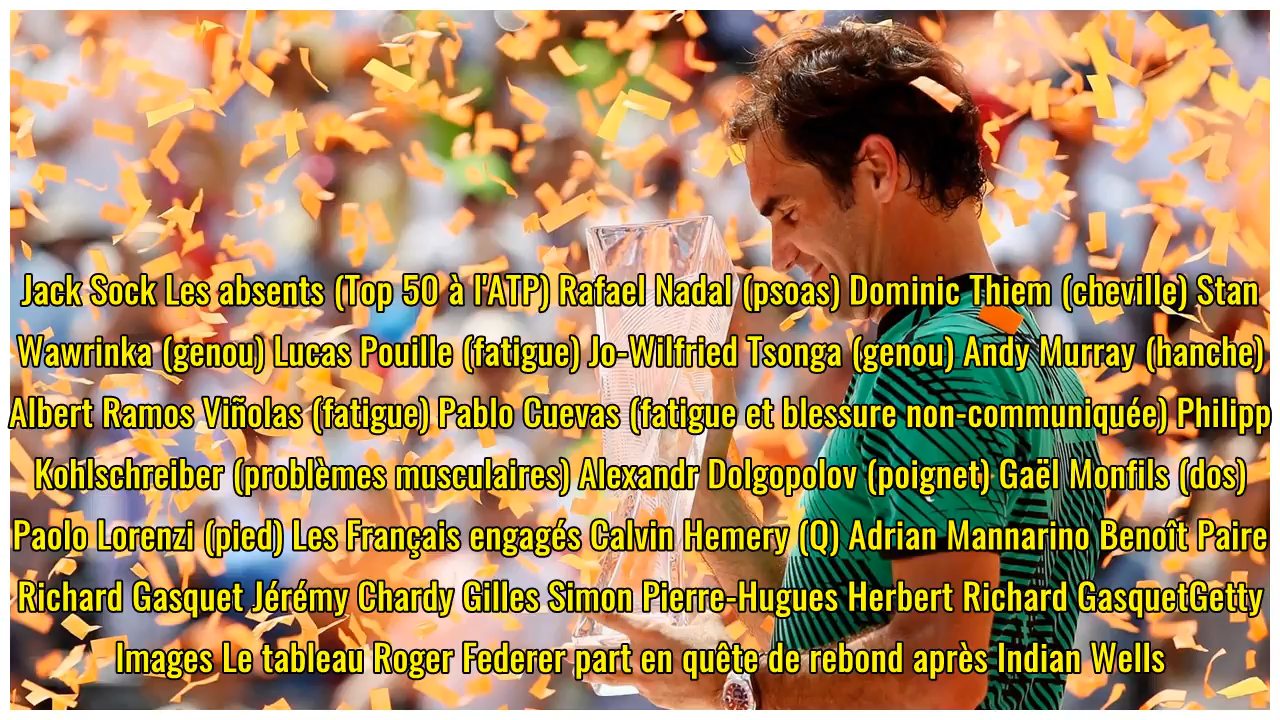 Jack Sock Les absents (Top 50 à l'ATP) Rafael Nadal (psoas) Dominic Thiem (cheville) Stan
Wawrinka (genou) Lucas Pouille (fatigue) Jo-Wilfried Tsonga (genou) Andy Murray (hanche)
Albert Ramos Viñolas (fatigue) Pablo Cuevas (fatigue et blessure non-communiquée) Philipp
Kohlschreiber (problèmes musculaires) Alexandr Dolgopolov (poignet) Gaël Monfils (dos)
Paolo Lorenzi (pied) Les Français engagés Calvin Hemery (Q) Adrian Mannarino Benoît Paire
Richard Gasquet Jérémy Chardy Gilles Simon Pierre-Hugues Herbert Richard GasquetGetty
Images Le tableau Roger Federer part en quête de rebond après Indian Wells